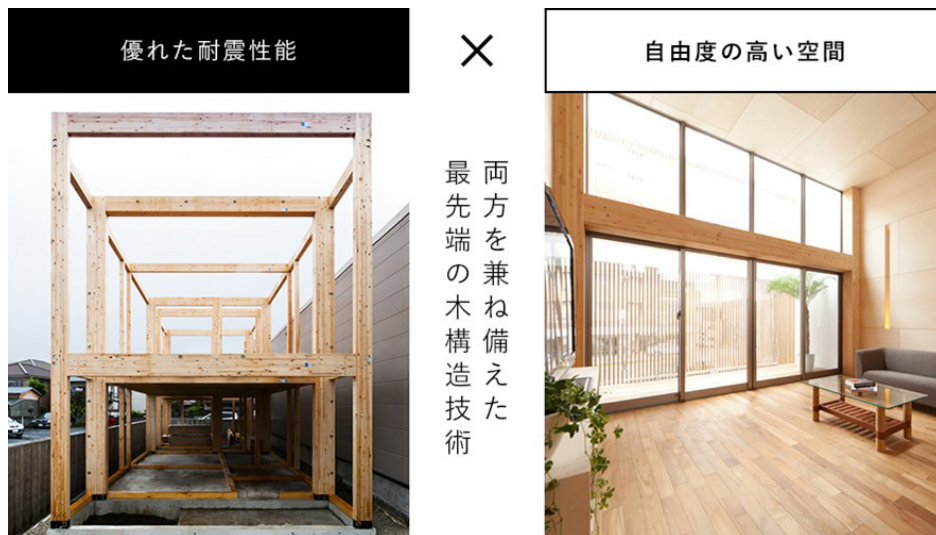 優れた耐震性能
×
自由度の高い空間
両方を兼ね備えた
最先端の木構造技術